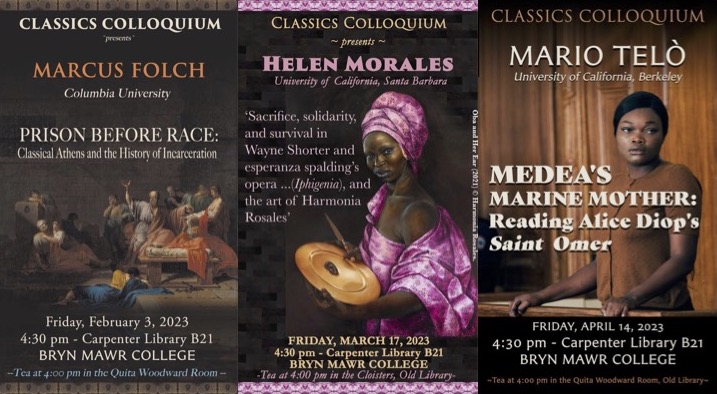 CLASSICS COLLOQUIUM
"presents"
MARCUS FOLCH
Columbia University
PRISON BEFORE RACE:
Classical Athens and the History of Incarceration
Friday, February 3, 2023
4:30 pm - Carpenter Library B21
BRYN MAWR COLLEGE
~Tea at 4:00 pm in the Quita Woodward Room ~
CLASSICS COLLOQUIUM
~ presents ~
HELEN MORALES
University of California, Santa Barbara
'Sacrifice, solidarity,
and survival in
Wayne Shorter and
esperanza spalding's
opera ...(Iphigenia), and
the art of Harmonia
Rosales'
Oba and Her Ear (2021) © Harmonia Rosales.
FRIDAY, MARCH 17, 2023
4:30 pm - Carpenter Library B21
BRYN MAWR COLLEGE
-Tea at 4:00 pm in the Cloisters, Old Library-
CLASSICS COLLOQUIUM
MARIO TELÒ
University of California, Berkeley
MEDEA'S
MARINE MOTHER:
Reading Alice Diop's
Saint Omer
FRIDAY, APRIL 14, 2023
4:30 pm - Carpenter Library B21
BRYN MAWR COLLEGE
~Tea at 4:00 pm in the Quita Woodward Room, Old Library~